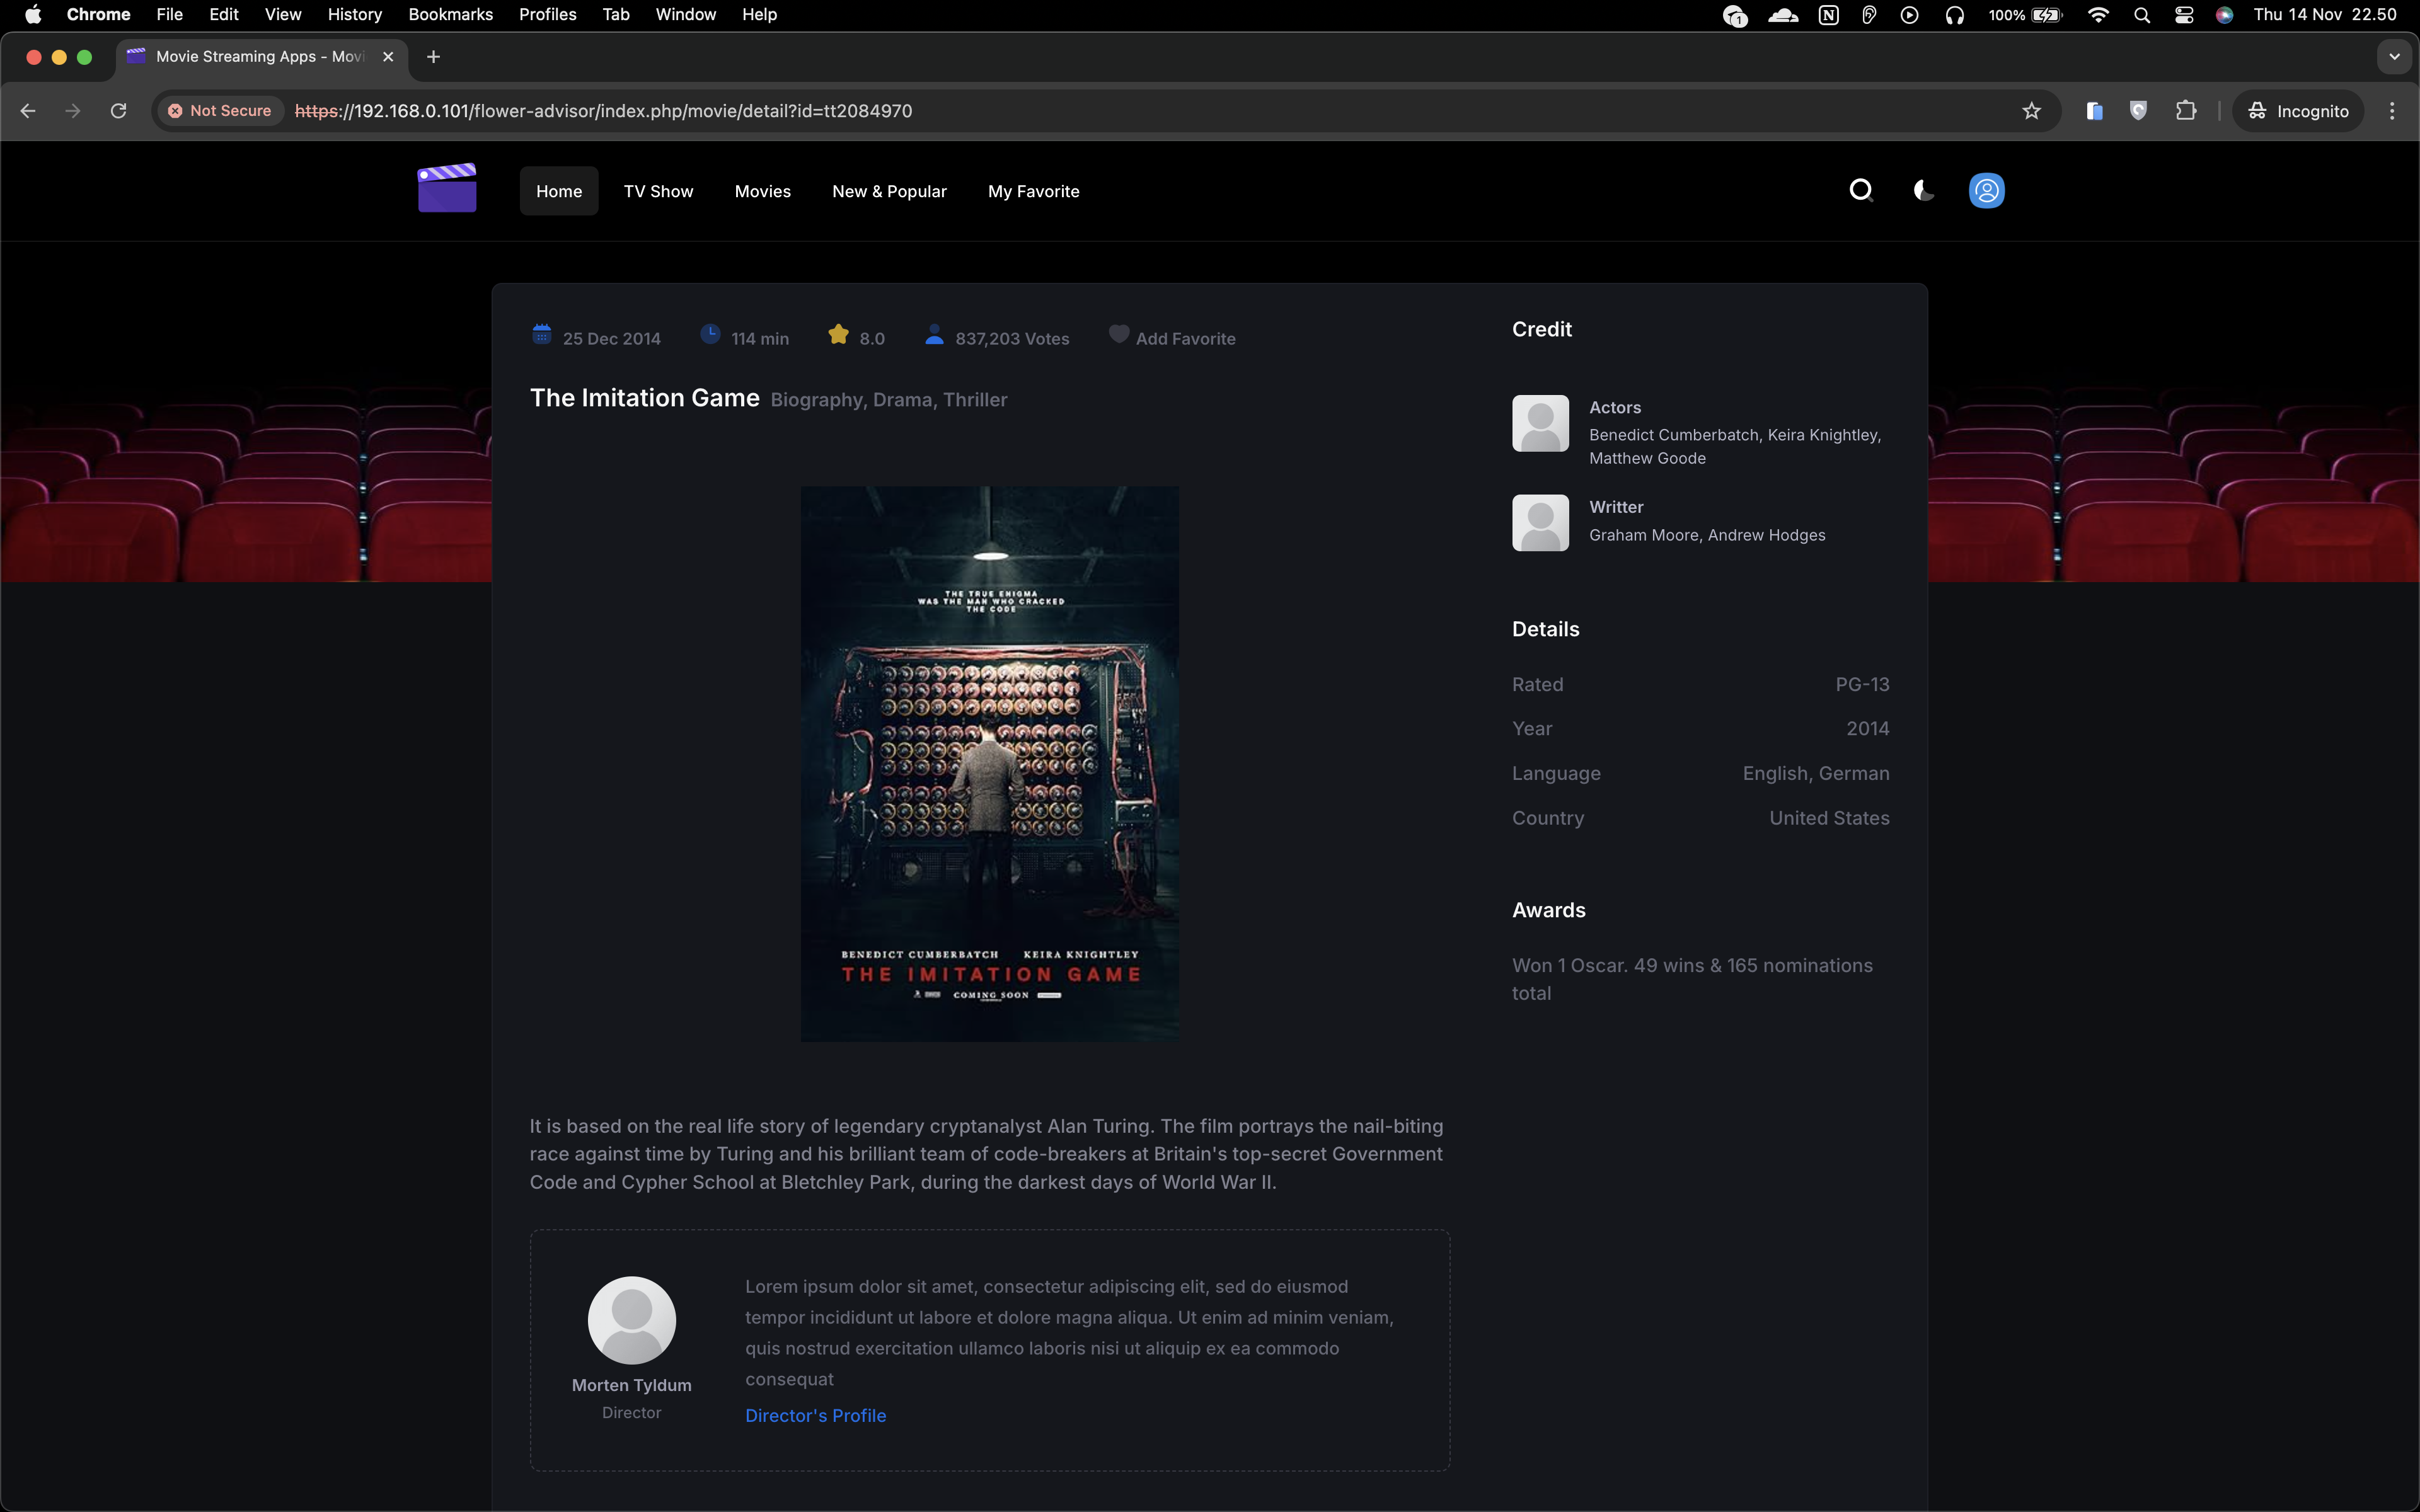 Chrome File Edit View History Bookmarks Profiles Tab Window Help
1 N 100% Thu 14 Nov 22.50
Movie Streaming Apps - Movi
Not Secure https://192.168.0.101/flower-advisor/index.php/movie/detail?id=tt2084970 Incognito
Home TV Show Movies New & Popular My Favorite
25 Dec 2014 114 min 8.0 837,203 Votes Add Favorite
The Imitation Game Biography, Drama, Thriller
THE TRUE ENIGMA
WAS THE MAN WHO CRACKED
THE CODE
BENEDICT CUMBERBATCH KEIRA KNIGHTLEY
THE IMITATION GAME
COMING SOON
It is based on the real life story of legendary cryptanalyst Alan Turing. The film portrays the nail-biting
race against time by Turing and his brilliant team of code-breakers at Britain's top-secret Government
Code and Cypher School at Bletchley Park, during the darkest days of World War II.
Morten Tyldum
Director
Lorem ipsum dolor sit amet, consectetur adipiscing elit, sed do eiusmod
tempor incididunt ut labore et dolore magna aliqua. Ut enim ad minim veniam,
quis nostrud exercitation ullamco laboris nisi ut aliquip ex ea commodo
consequat
Director's Profile
Credit
Actors
Benedict Cumberbatch, Keira Knightley,
Matthew Goode
Writter
Graham Moore, Andrew Hodges
Details
Rated PG-13
Year 2014
Language English, German
Country United States
Awards
Won 1 Oscar. 49 wins & 165 nominations
total